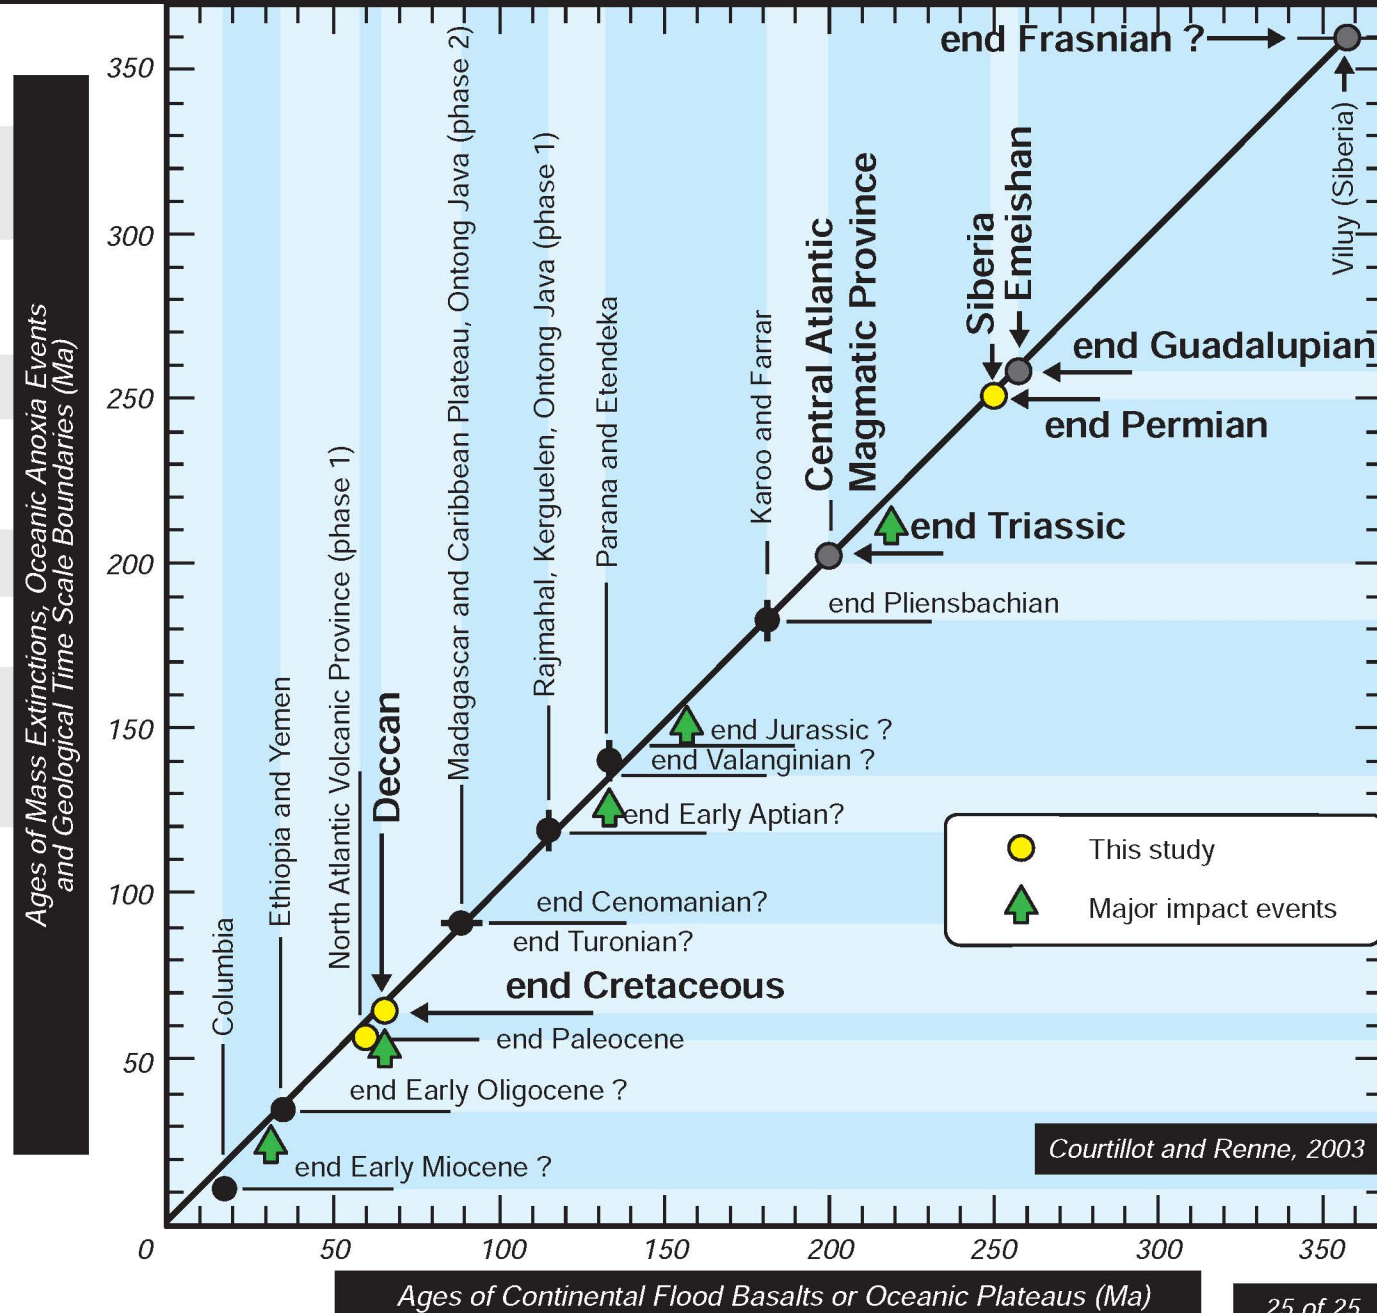 Ages of Mass Extinctions, Oceanic Anoxia Events
and Geological Time Scale Boundaries (Ma)
350
300
250
200
150
100
50
0
Columbia
Ethiopia and Yemen
North Atlantic Volcanic Province (phase 1)
Deccan
Madagascar and Caribbean Plateau, Ontong Java (phase 2)
Rajmahal, Kerguelen, Ontong Java (phase 1)
Parana and Etendeka
Karoo and Farrar
Central Atlantic
Magmatic Province
Siberia
Emeishan
Viluy (Siberia)
end Frasnian ?
end Guadalupian
end Permian
end Triassic
end Pliensbachian
end Jurassic ?
end Valanginian ?
end Early Aptian?
end Cenomanian?
end Turonian?
end Cretaceous
end Paleocene
end Early Oligocene ?
end Early Miocene ?
This study
Major impact events
Courtillot and Renne, 2003
50
100
150
200
250
300
350
Ages of Continental Flood Basalts or Oceanic Plateaus (Ma)
25 of 25